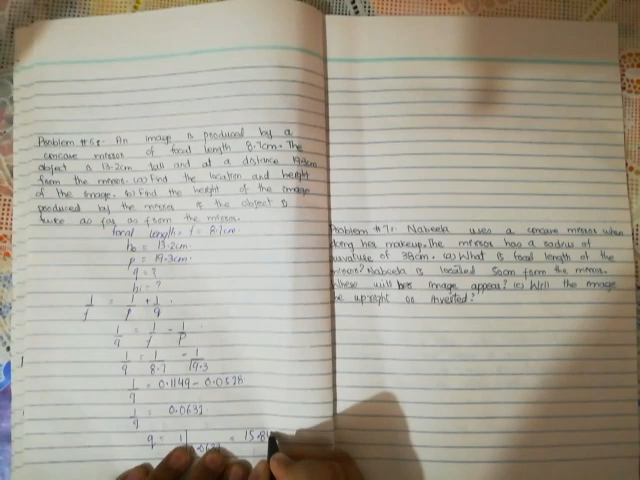 Problem #6: An image is produced by a
concave mirror of focal length 8.7cm. The
object is 13.2cm tall and at a distance 19.3cm
from the mirror. (a) Find the location and height
of the image. (b) Find the height of the image
produced by the mirror if the object is
twice as far from the mirror.
focal length = f = 8.7cm
ho = 13.2cm
p = 19.3cm
q = ?
hi = ?
1/f = 1/p + 1/q
1/q = 1/f - 1/p
1/q = 1/8.7 - 1/19.3
1/q = 0.1149 - 0.0518
1/q = 0.0631
q = 1/0.0631 = 15.84
Problem #7: Nabeela uses a concave mirror when
doing her makeup. The mirror has a radius of
curvature of 38cm. (a) What is focal length of the
mirror? Nabeela is located 50cm form the mirror.
Where will her image appear? (c) Will the image
be upright or inverted?